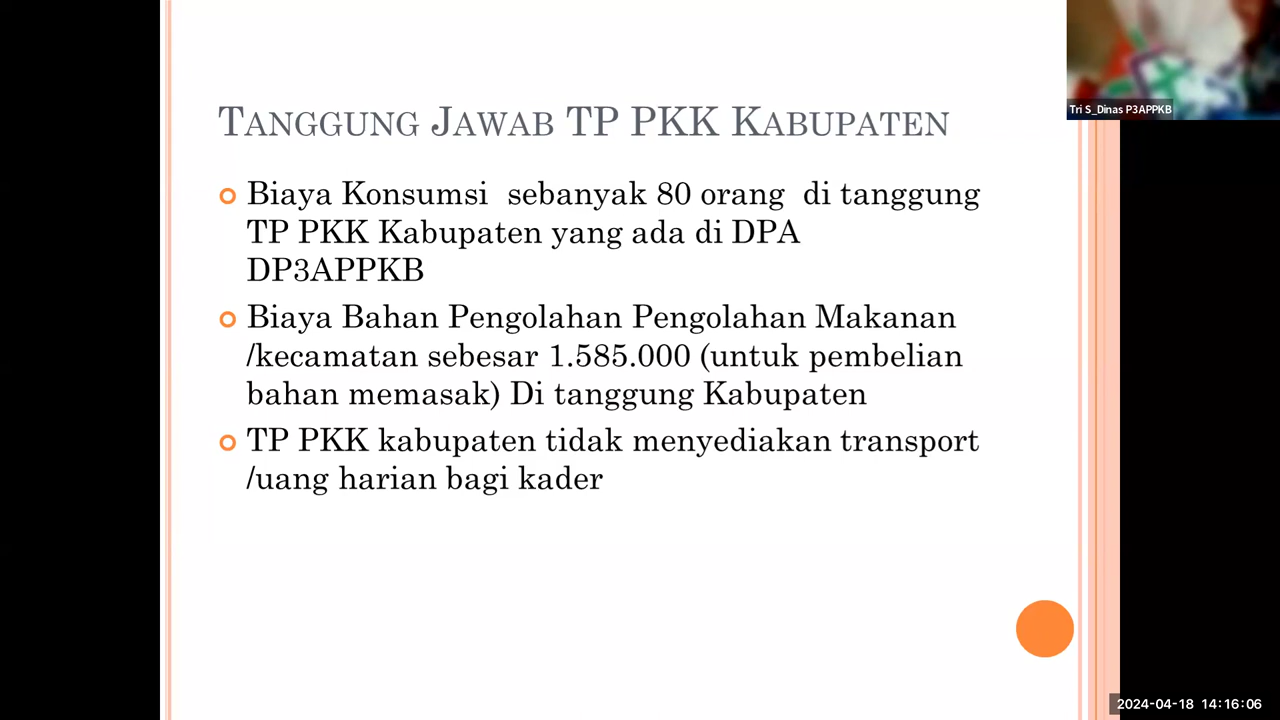 Tri S_Dinas P3APPKB
TANGGUNG JAWAB TP PKK KABUPATEN
Biaya Konsumsi sebanyak 80 orang di tanggung
TP PKK Kabupaten yang ada di DPA
DP3APPKB
Biaya Bahan Pengolahan Pengolahan Makanan
/kecamatan sebesar 1.585.000 (untuk pembelian
bahan memasak) Di tanggung Kabupaten
TP PKK kabupaten tidak menyediakan transport
/uang harian bagi kader
2024-04-18 14:16:06